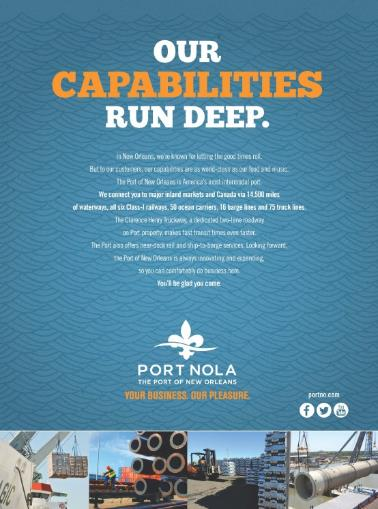 OUR
CAPABILITIES
RUN DEEP.
In New Orleans, we're known for letting the good times roll.
But to our customers, our capabilities are as world-class as our food and music.
The Port of New Orleans is America's most intermodal port.
We connect you to major inland markets and Canada via 14,500 miles
of waterways, all six Class-I railways, 50 ocean carriers, 16 barge lines and 75 truck lines.
The Clarence Henry Truckway, a dedicated two-lane roadway
on Port property, makes fast transit times even faster.
The Port also offers near-dock rail and ship-to-barge services. Looking forward,
the Port of New Orleans is always innovating and expanding,
so you can comfortably do business here.
You'll be glad you came.
PORT NOLA
THE PORT OF NEW ORLEANS
YOUR BUSINESS. OUR PLEASURE.
portno.com